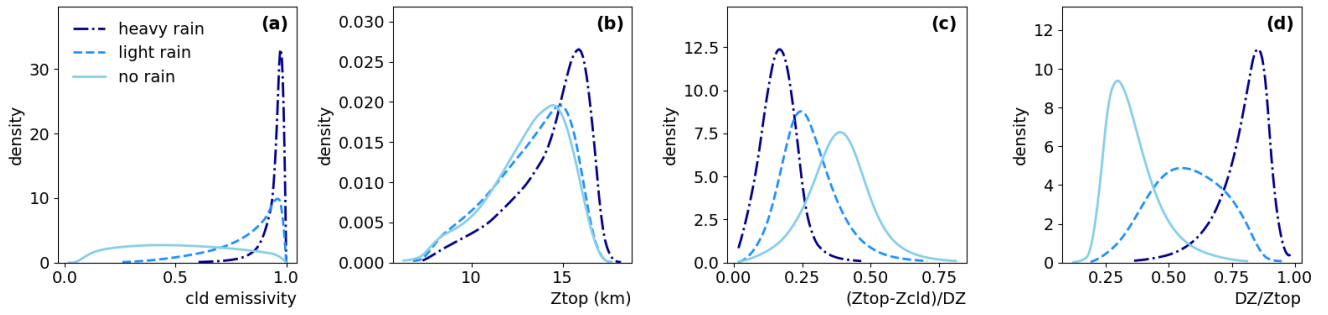 (a)
heavy rain
light rain
no rain
density
30
20
10
0
0.0
0.5
1.0
cld emissivity
(b)
density
0.030
0.025
0.020
0.015
0.010
0.005
0.000
10
15
Ztop (km)
(c)
density
12.5
10.0
7.5
5.0
2.5
0.0
0.00
0.25
0.50
0.75
(Ztop-Zcld)/DZ
(d)
density
12
10
8
6
4
2
0
0.25
0.50
0.75
1.00
DZ/Ztop